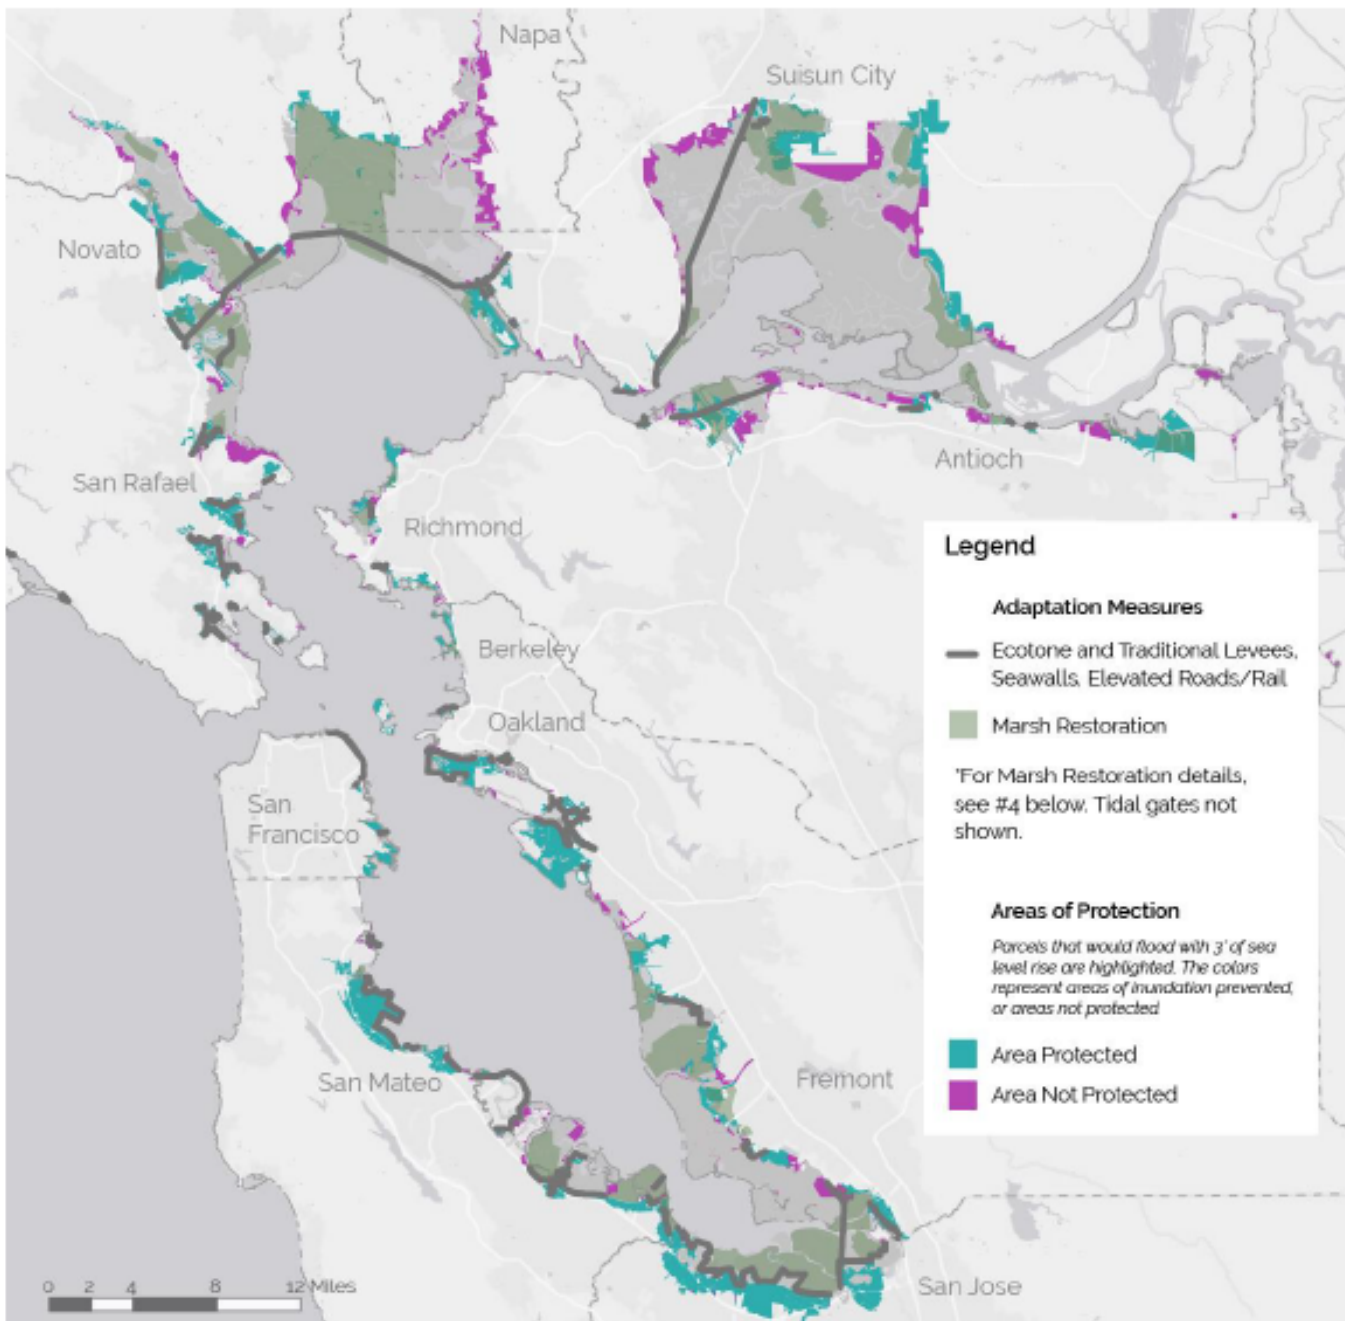 Napa
Suisun City
Novato
San Rafael
Richmond
Antioch
Berkeley
Oakland
San
Francisco
San Mateo
Fremont
San Jose
0 2 4 8 12 Miles
Legend
Adaptation Measures
Ecotone and Traditional Levees,
Seawalls, Elevated Roads/Rail
Marsh Restoration
*For Marsh Restoration details,
see #4 below. Tidal gates not
shown.
Areas of Protection
Parcels that would flood with 3' of sea
level rise are highlighted. The colors
represent areas of inundation prevented,
or areas not protected
Area Protected
Area Not Protected